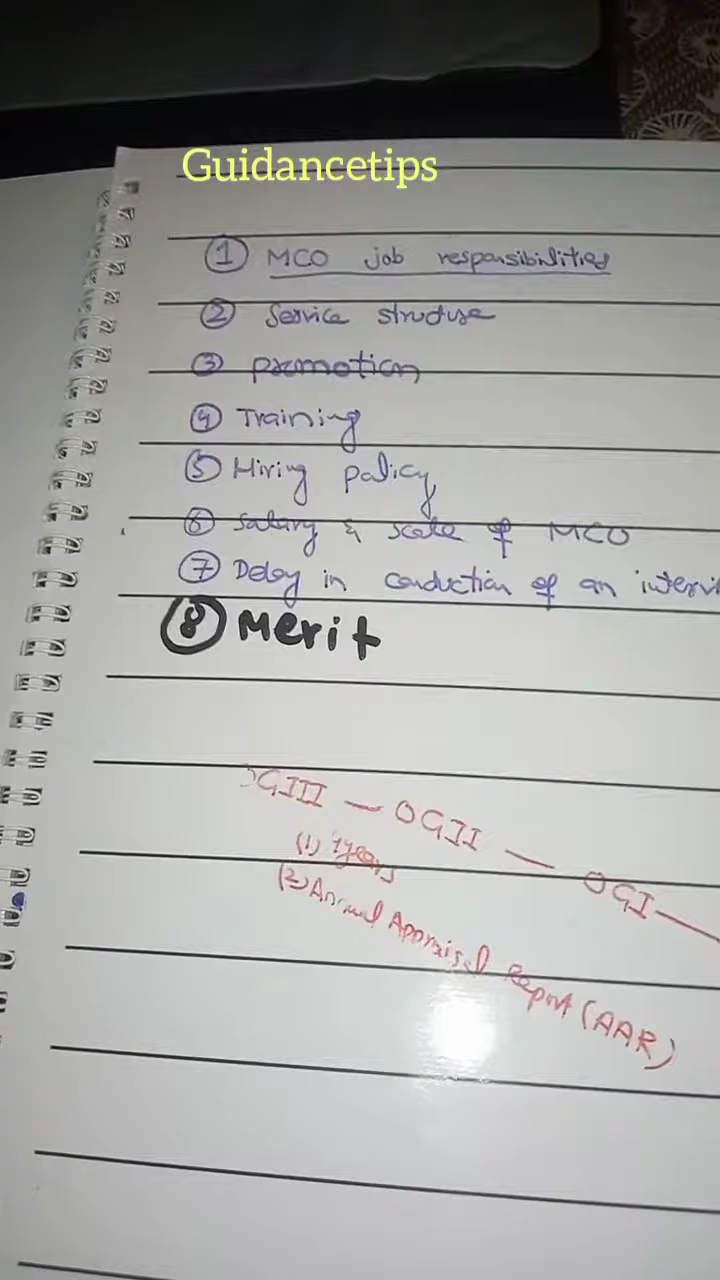 Guidancetips
① MCO job responsibilities
② Service structure
③ promotion
④ Training
⑤ Hiring policy
⑥ Salary & scale of MCO
⑦ Delay in conduction of an intervi
⑧ Merit
OGIII — OGII — OGI —
(1) years
(2) Annual Appraisal Report (AAR)